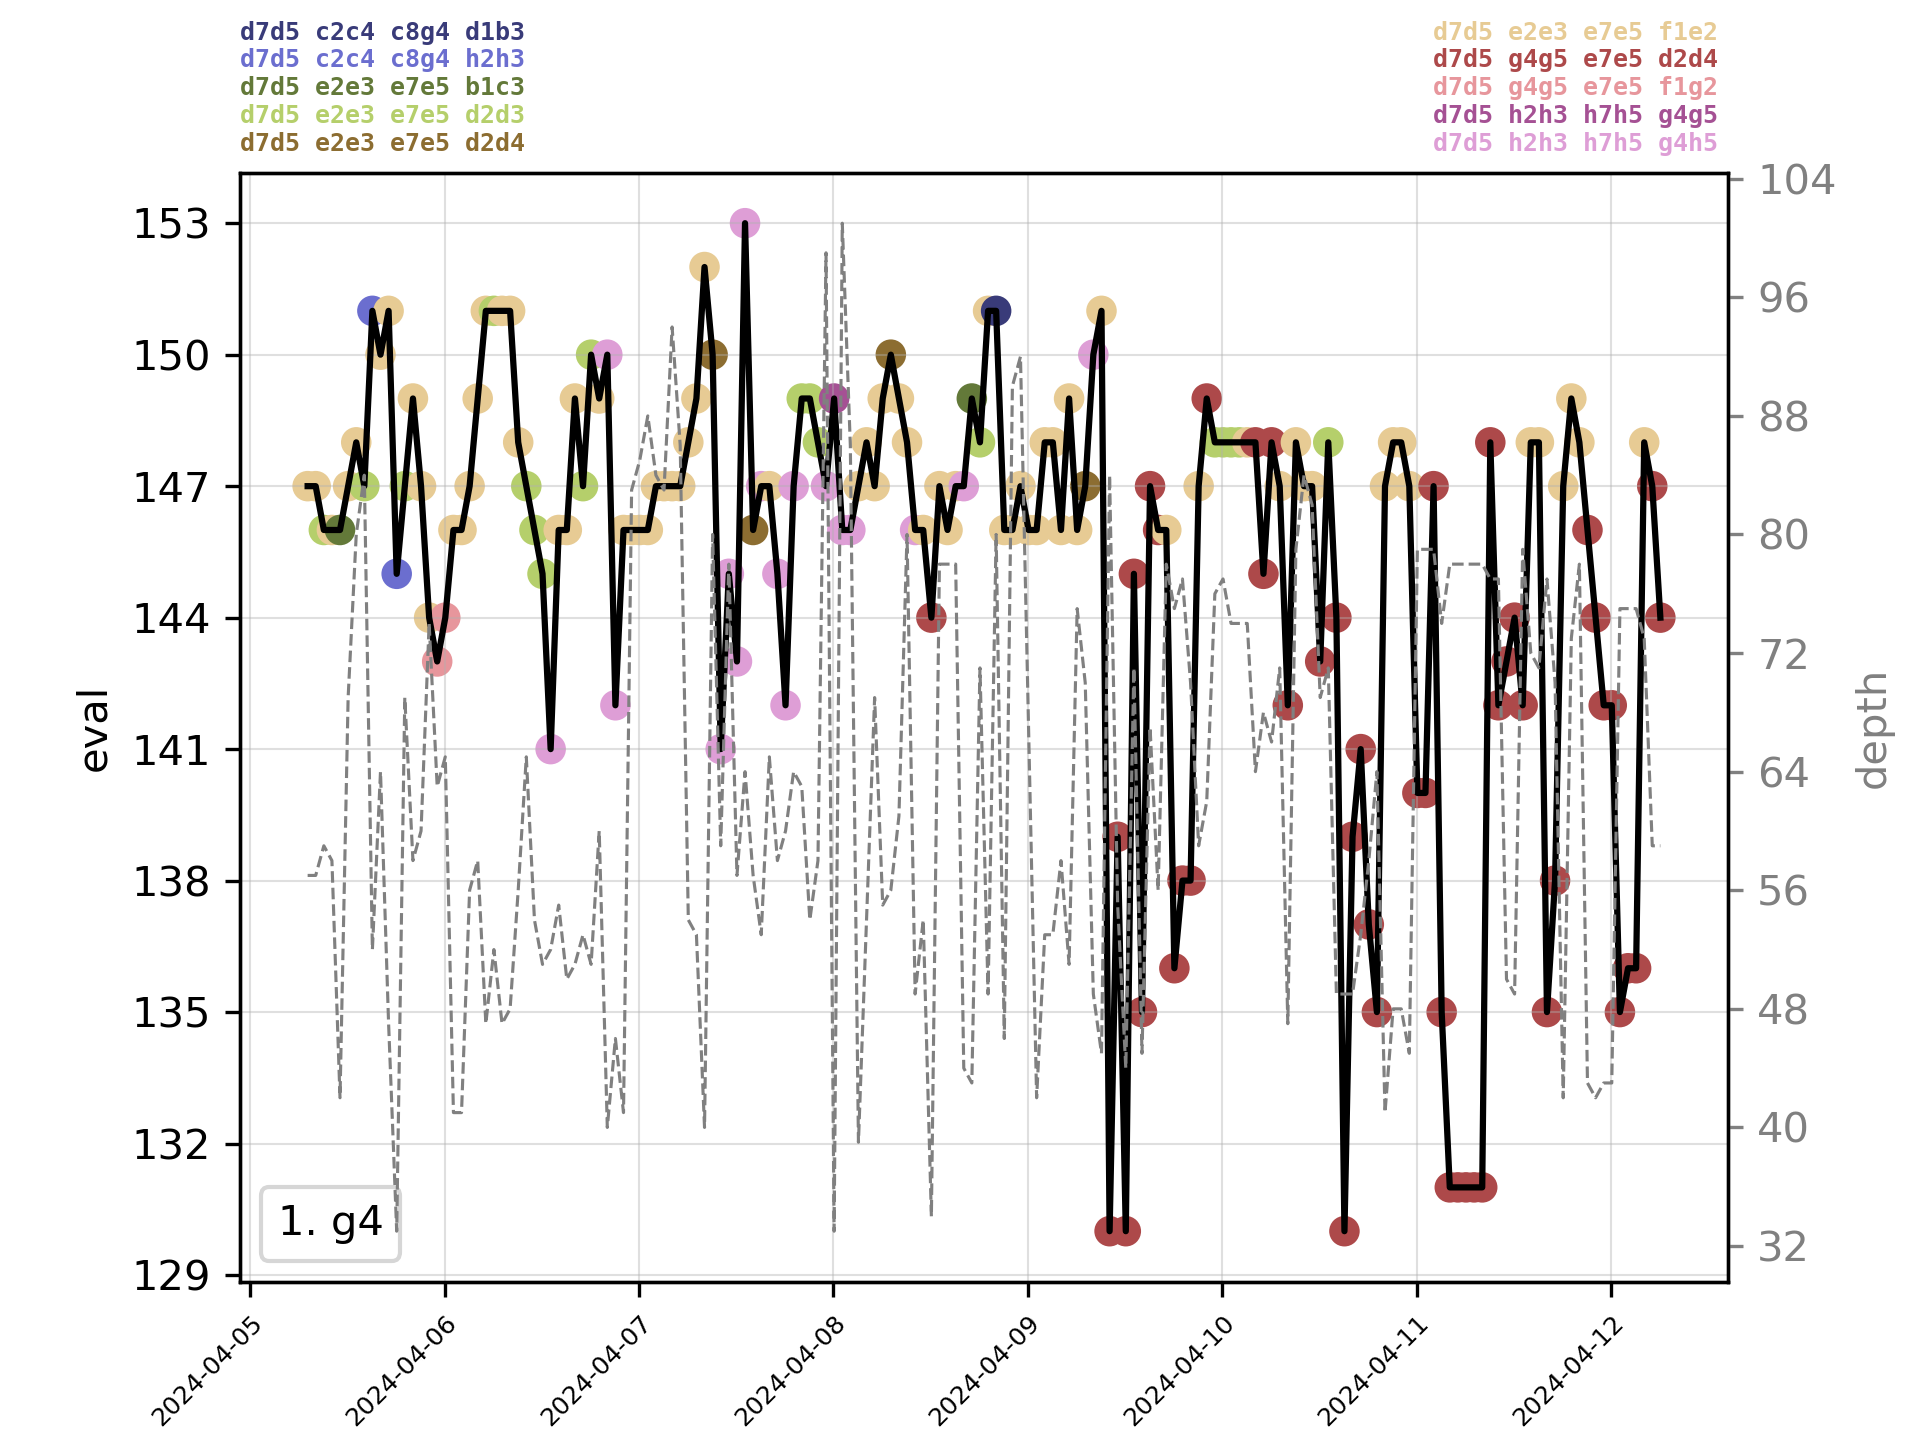 d7d5 c2c4 c8g4 d1b3
d7d5 c2c4 c8g4 h2h3
d7d5 e2e3 e7e5 b1c3
d7d5 e2e3 e7e5 d2d3
d7d5 e2e3 e7e5 d2d4
d7d5 e2e3 e7e5 f1e2
d7d5 g4g5 e7e5 d2d4
d7d5 g4g5 e7e5 f1g2
d7d5 h2h3 h7h5 g4g5
d7d5 h2h3 h7h5 g4h5
153
150
147
144
141
138
135
132
129
eval
104
96
88
80
72
64
56
48
40
32
depth
1. g4
2024-04-05
2024-04-06
2024-04-07
2024-04-08
2024-04-09
2024-04-10
2024-04-11
2024-04-12